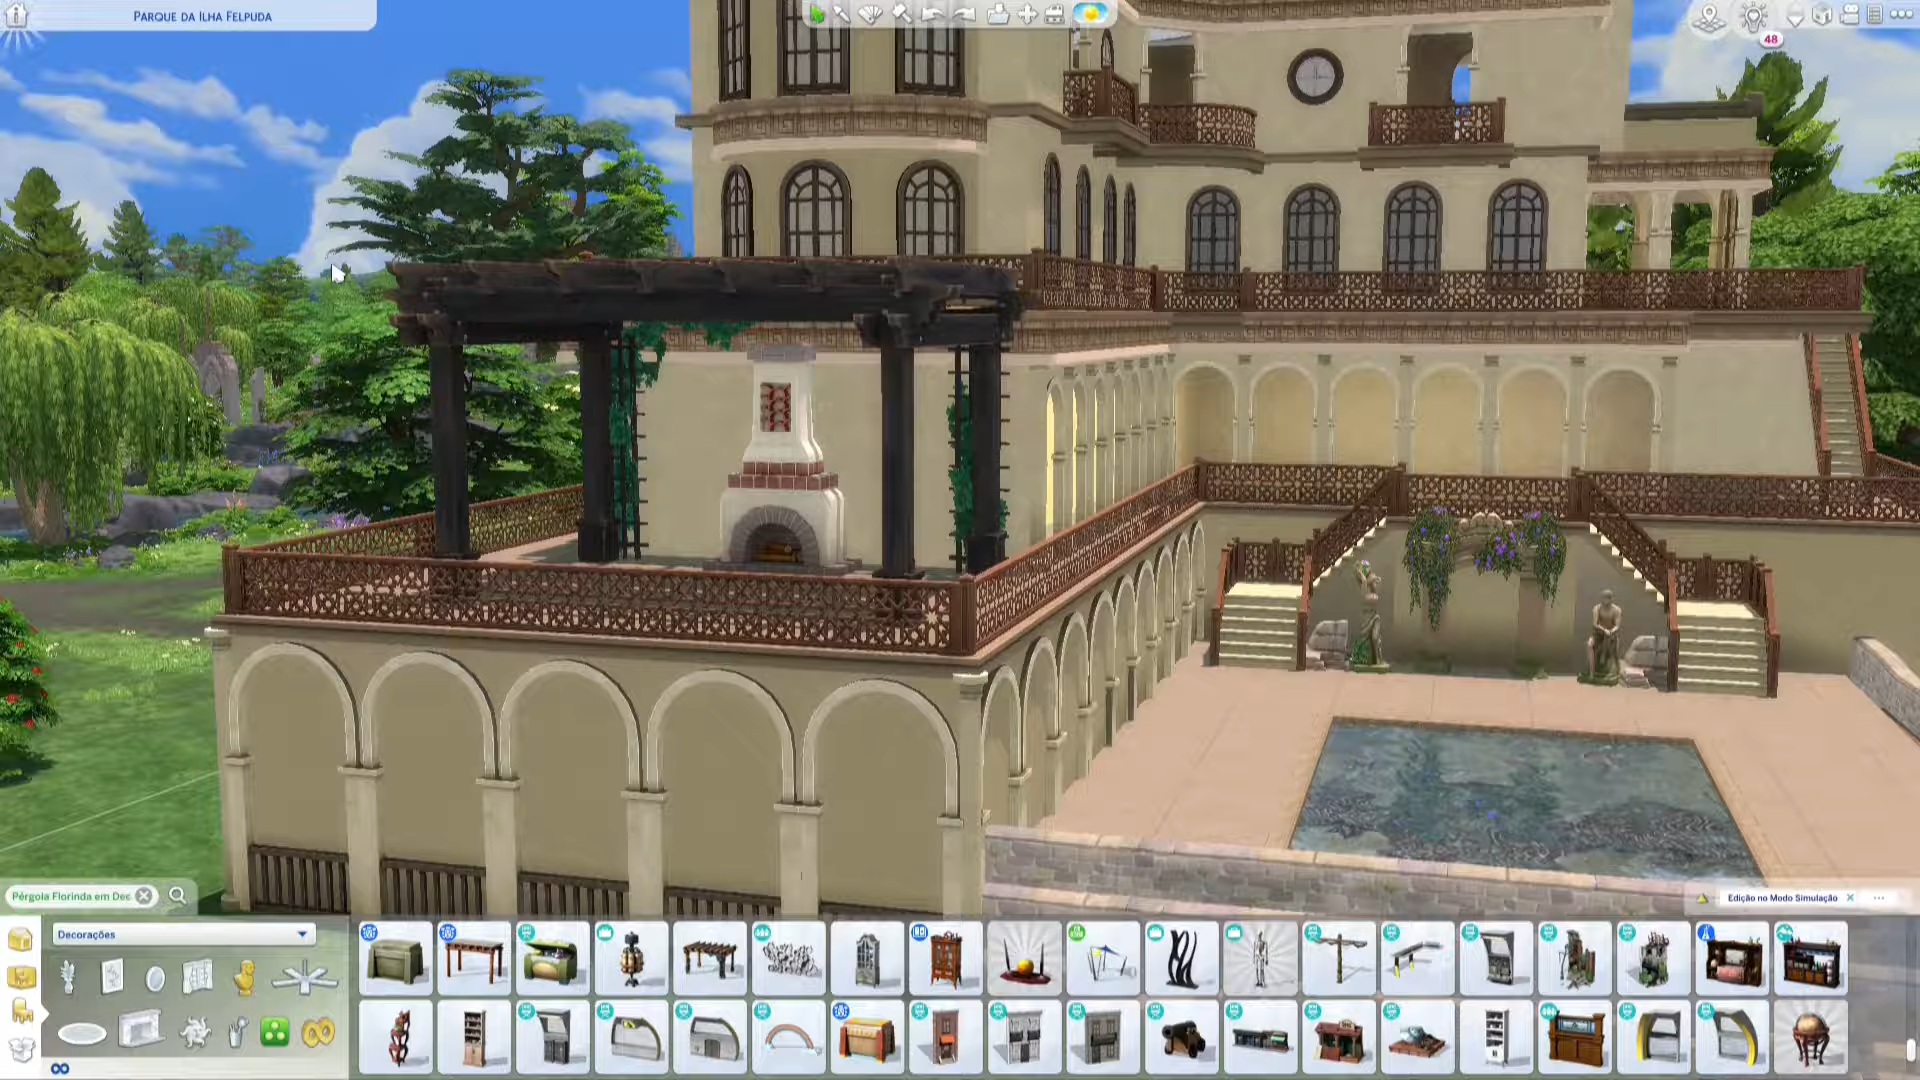 PARQUE DA ILHA FELPUDA
48
Pérgola Florinda em Dec
Edição no Modo Simulação
Decorações